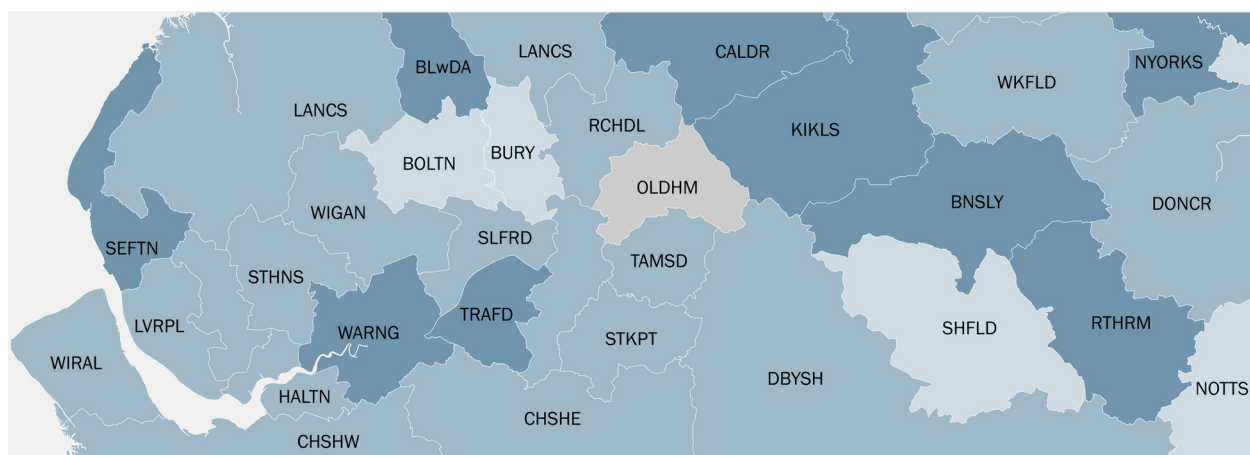 LANCS
CALDR
NYORKS
BLwDA
WKFLD
LANCS
RCHDL
KIKLS
BURY
BOLTN
OLDHM
BNSLY
DONCR
WIGAN
SLFRD
SEFTN
TAMSD
STHNS
TRAFD
LVRPL
WARNG
RTHRM
SHFLD
STKPT
WIRAL
DBYSH
NOTTS
HALTN
CHSHE
CHSHW